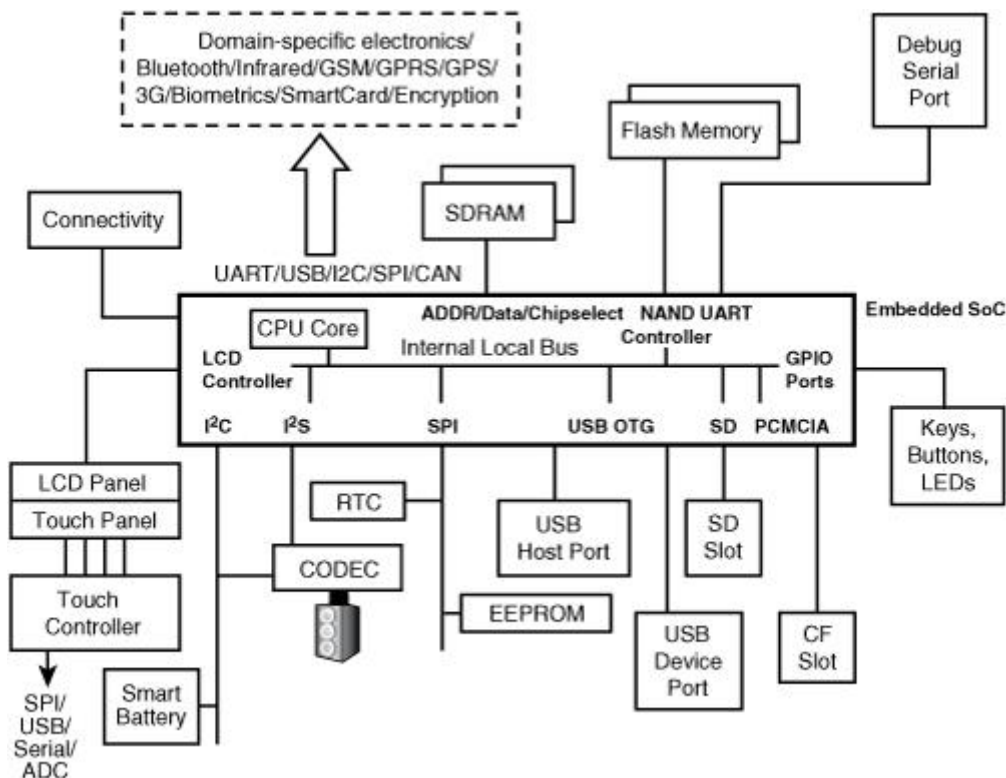 Domain-specific electronics/
Bluetooth/Infrared/GSM/GPRS/GPS/
3G/Biometrics/SmartCard/Encryption
Debug
Serial
Port
Flash Memory
Connectivity
SDRAM
UART/USB/I2C/SPI/CAN
Embedded SoC
CPU Core
ADDR/Data/Chipselect
NAND UART
Controller
Internal Local Bus
LCD
Controller
GPIO
Ports
I²C
I²S
SPI
USB OTG
SD
PCMCIA
Keys,
Buttons,
LEDs
LCD Panel
Touch Panel
RTC
USB
Host Port
SD
Slot
CODEC
Touch
Controller
EEPROM
USB
Device
Port
CF
Slot
Smart
Battery
SPI/
USB/
Serial/
ADC